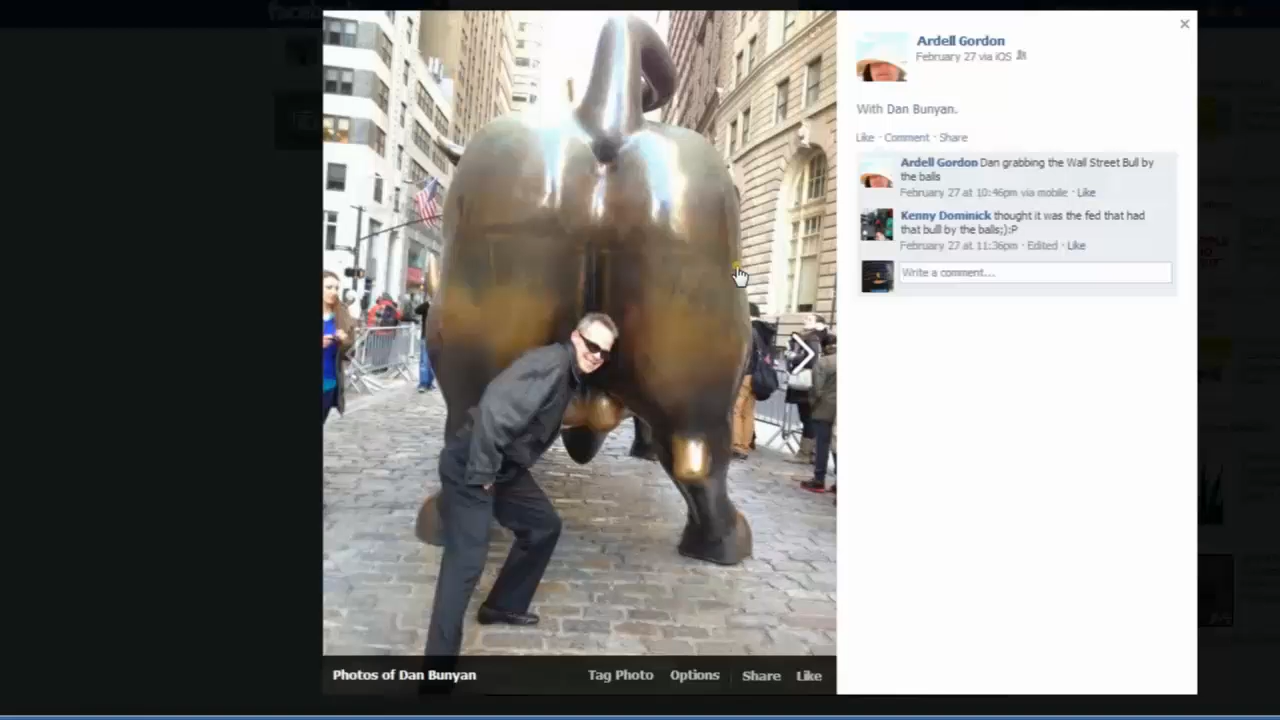 facebook
Ardell Gordon
February 27 via iOS
With Dan Bunyan.
Like · Comment · Share
Ardell Gordon Dan grabbing the Wall Street Bull by
the balls
February 27 at 10:46pm via mobile · Like
Kenny Dominick thought it was the fed that had
that bull by the balls;):P
February 27 at 11:36pm · Edited · Like
Write a comment...
Photos of Dan Bunyan
Tag Photo
Options
Share
Like